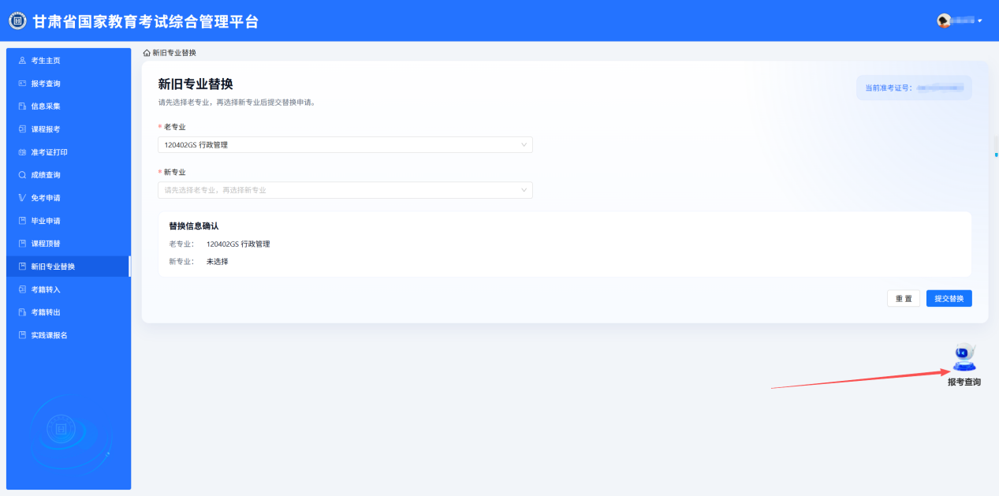 甘肃省国家教育考试综合管理平台
考生主页
报考查询
信息采集
课程报考
准考证打印
成绩查询
免考申请
毕业申请
课程顶替
新旧专业替换
考籍转入
考籍转出
实践课报名
新旧专业替换
新旧专业替换
请先选择老专业，再选择新专业后提交替换申请。
当前准考证号：
* 老专业
120402GS 行政管理
* 新专业
请先选择老专业，再选择新专业
替换信息确认
老专业： 120402GS 行政管理
新专业： 未选择
重 置 提交替换
报考查询